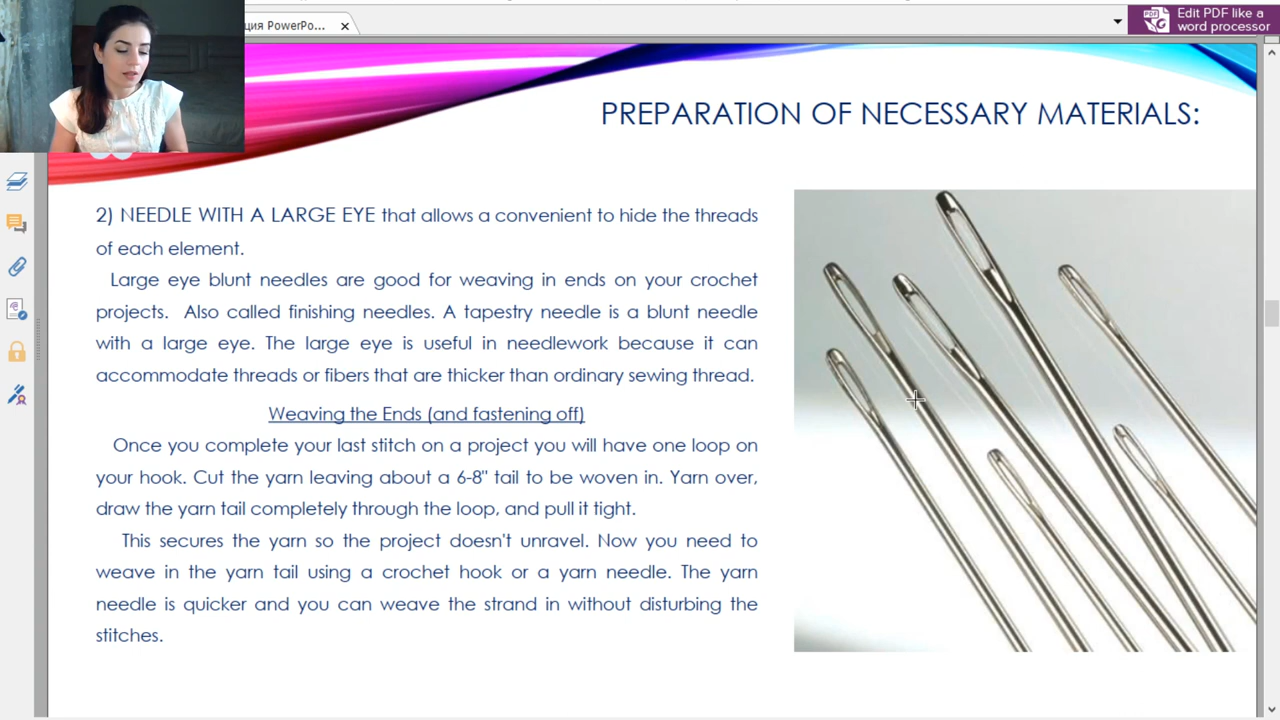 ция PowerPo...
Edit PDF like a
word processor
PREPARATION OF NECESSARY MATERIALS:
2) NEEDLE WITH A LARGE EYE that allows a convenient to hide the threads
of each element.
Large eye blunt needles are good for weaving in ends on your crochet
projects. Also called finishing needles. A tapestry needle is a blunt needle
with a large eye. The large eye is useful in needlework because it can
accommodate threads or fibers that are thicker than ordinary sewing thread.
Weaving the Ends (and fastening off)
Once you complete your last stitch on a project you will have one loop on
your hook. Cut the yarn leaving about a 6-8" tail to be woven in. Yarn over,
draw the yarn tail completely through the loop, and pull it tight.
This secures the yarn so the project doesn't unravel. Now you need to
weave in the yarn tail using a crochet hook or a yarn needle. The yarn
needle is quicker and you can weave the strand in without disturbing the
stitches.